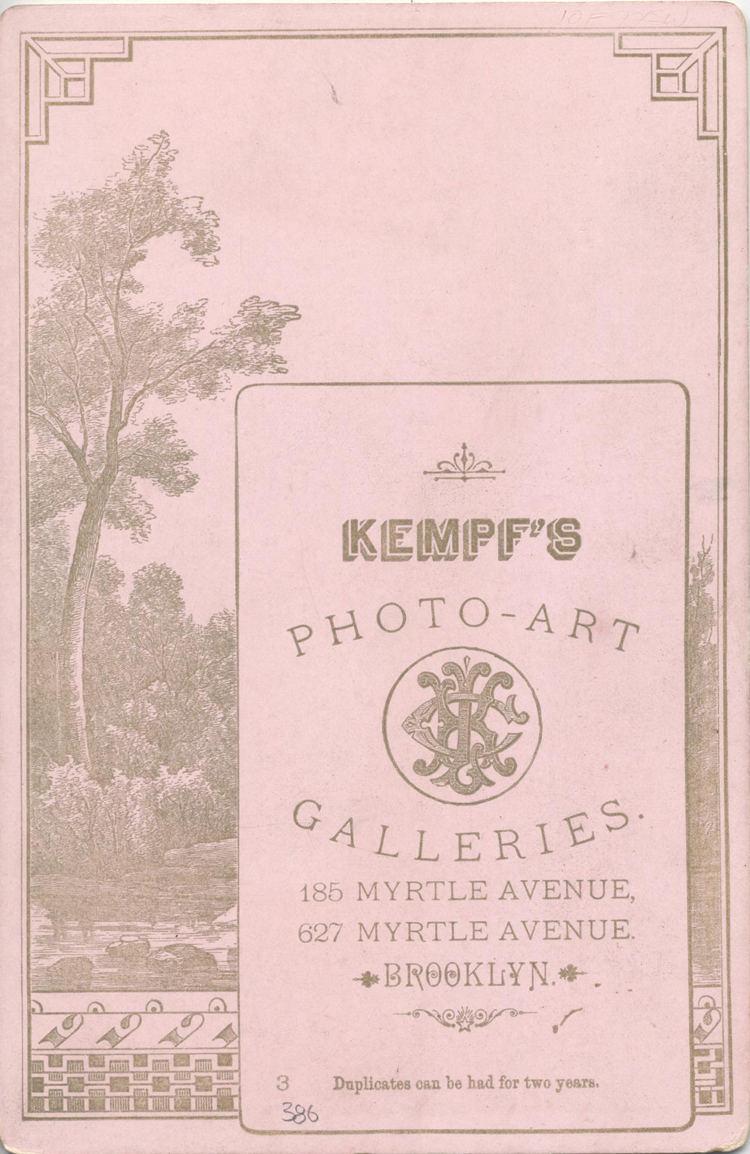 KEMPF'S
PHOTO-ART
GALLERIES.
185 MYRTLE AVENUE,
627 MYRTLE AVENUE.
BROOKLYN.
3 Duplicates can be had for two years.
386